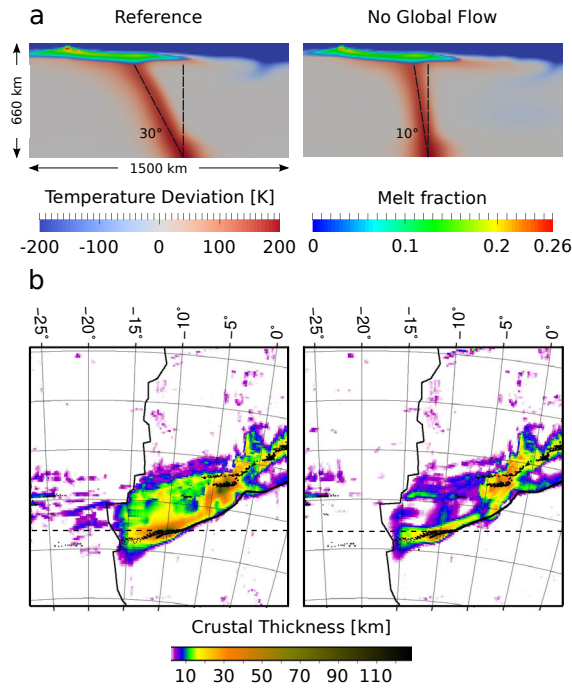 a
Reference
No Global Flow
660 km
30°
10°
1500 km
Temperature Deviation [K]
Melt fraction
-200 -100 0 100 200
0 0.1 0.2 0.26
b
-25° -20° -15° -10° -5° 0°
-25° -20° -15° -10° -5° 0°
Crustal Thickness [km]
10 30 50 70 90 110